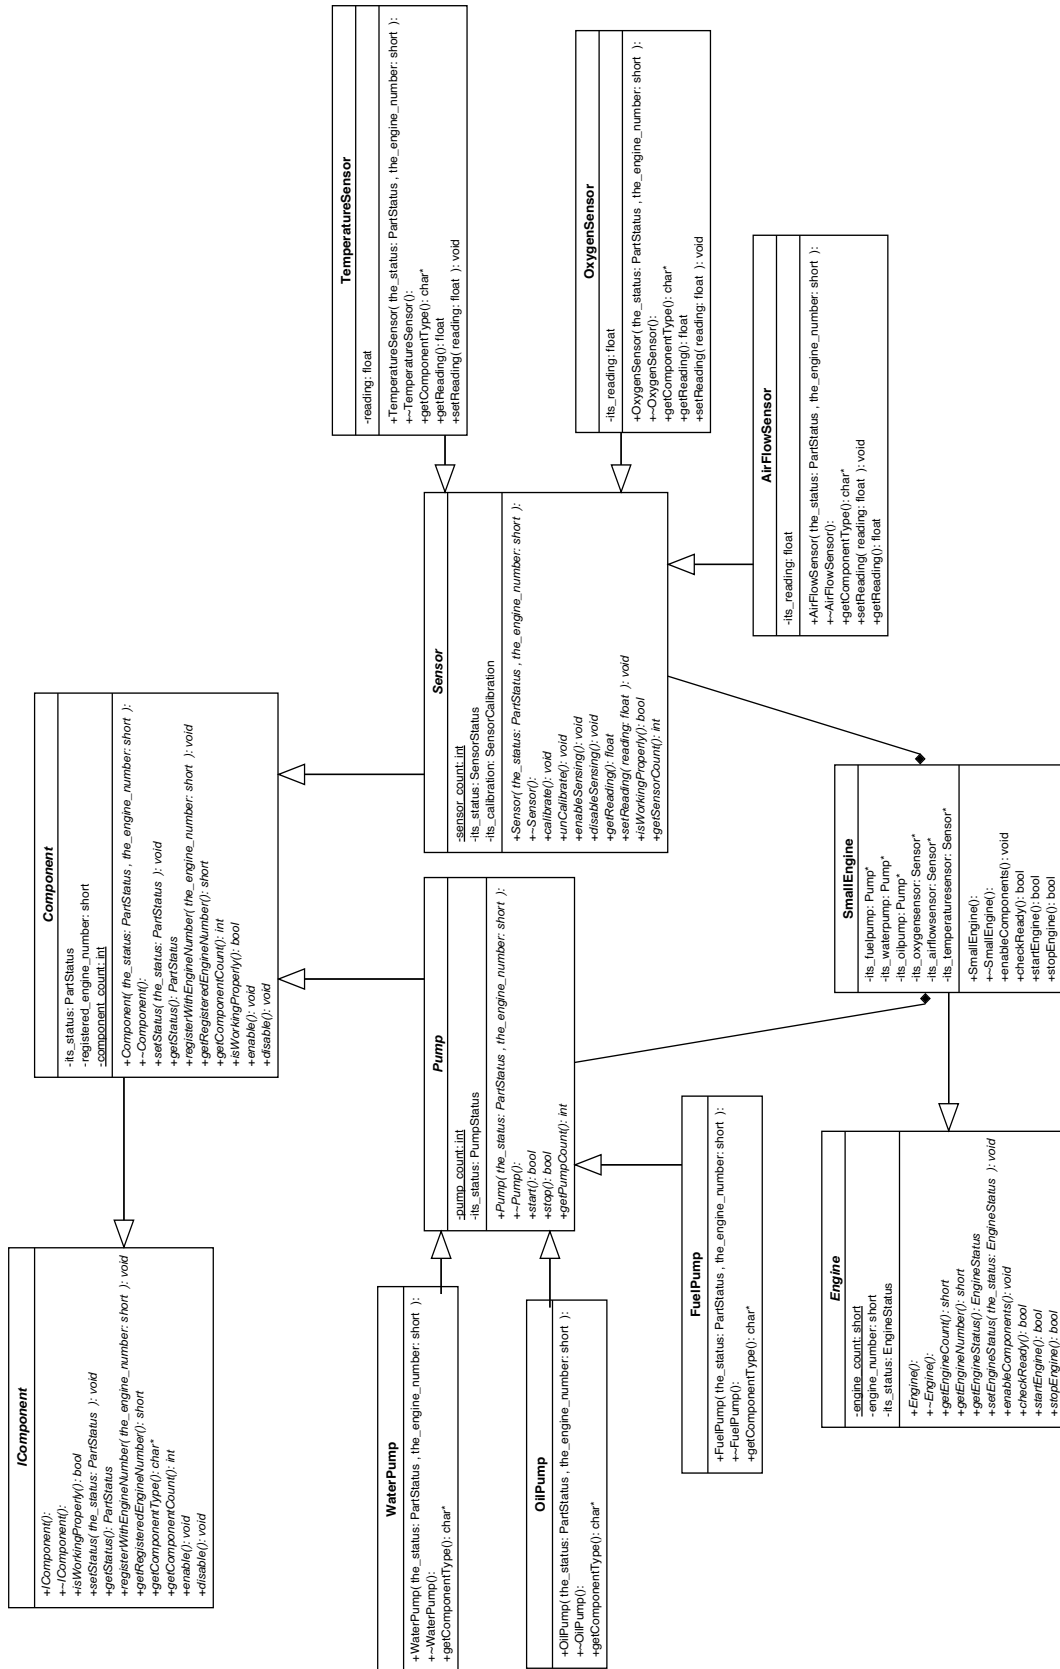 IComponent
+IComponent():
+~IComponent():
+isWorkingProperly(): bool
+setStatus( the_status: PartStatus ): void
+getStatus(): PartStatus
+registerWithEngineNumber( the_engine_number: short ): void
+getRegisteredEngineNumber(): short
+getComponentType(): char*
+getComponentCount(): int
+enable(): void
+disable(): void
Component
-its_status: PartStatus
-registered_engine_number: short
-component_count: int
+Component( the_status: PartStatus , the_engine_number: short ):
+~Component():
+setStatus( the_status: PartStatus ): void
+getStatus(): PartStatus
+registerWithEngineNumber( the_engine_number: short ): void
+getRegisteredEngineNumber(): short
+getComponentCount(): int
+isWorkingProperly(): bool
+enable(): void
+disable(): void
WaterPump
+WaterPump( the_status: PartStatus , the_engine_number: short ):
+~WaterPump():
+getComponentType(): char*
OilPump
+OilPump( the_status: PartStatus , the_engine_number: short ):
+~OilPump():
+getComponentType(): char*
Pump
-pump_count: int
-its_status: PumpStatus
+Pump( the_status: PartStatus , the_engine_number: short ):
+~Pump():
+start(): bool
+stop(): bool
+getPumpCount(): int
Sensor
-sensor_count: int
-its_status: SensorStatus
-its_calibration: SensorCalibration
+Sensor( the_status: PartStatus , the_engine_number: short ):
+~Sensor():
+calibrate(): void
+unCalibrate(): void
+enableSensing(): void
+disableSensing(): void
+getReading(): float
+setReading( reading: float ): void
+isWorkingProperly(): bool
+getSensorCount(): int
TemperatureSensor
-reading: float
+TemperatureSensor( the_status: PartStatus , the_engine_number: short ):
+~TemperatureSensor():
+getComponentType(): char*
+getReading(): float
+setReading( reading: float ): void
OxygenSensor
-its_reading: float
+OxygenSensor( the_status: PartStatus , the_engine_number: short ):
+~OxygenSensor():
+getComponentType(): char*
+getReading(): float
+setReading( reading: float ): void
FuelPump
+FuelPump( the_status: PartStatus , the_engine_number: short ):
+~FuelPump():
+getComponentType(): char*
AirFlowSensor
-its_reading: float
+AirFlowSensor( the_status: PartStatus , the_engine_number: short ):
+~AirFlowSensor():
+getComponentType(): char*
+setReading( reading: float ): void
+getReading(): float
Engine
-engine_count: short
-engine_number: short
-its_status: EngineStatus
+Engine():
+~Engine():
+getEngineCount(): short
+getEngineNumber(): short
+getEngineStatus(): EngineStatus
+setEngineStatus( the_status: EngineStatus ): void
+enableComponents(): void
+checkReady(): bool
+startEngine(): bool
+stopEngine(): bool
SmallEngine
-its_fuelpump: Pump*
-its_waterpump: Pump*
-its_oilpump: Pump*
-its_oxygensensor: Sensor*
-its_airflowsensor: Sensor*
-its_temperaturesensor: Sensor*
+SmallEngine():
+~SmallEngine():
+enableComponents(): void
+checkReady(): bool
+startEngine(): bool
+stopEngine(): bool